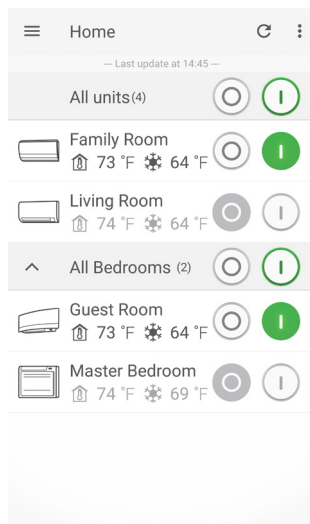 Home
— Last update at 14:45 —
All units(4)
Family Room
73 °F 64 °F
Living Room
74 °F 64 °F
All Bedrooms (2)
Guest Room
73 °F 64 °F
Master Bedroom
74 °F 69 °F